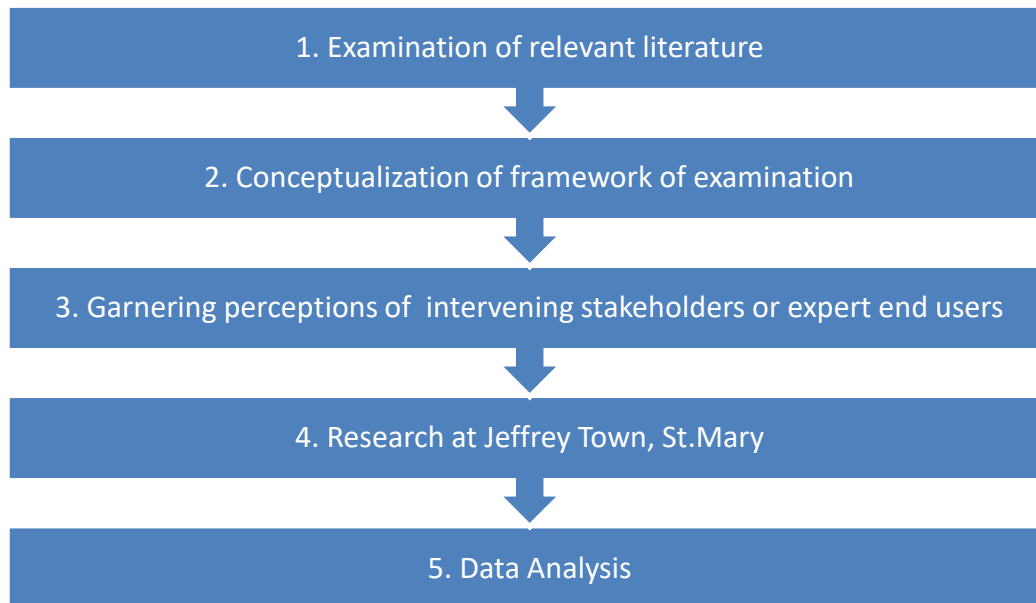 1. Examination of relevant literature
2. Conceptualization of framework of examination
3. Garnering perceptions of  intervening stakeholders or expert end users
4. Research at Jeffrey Town, St.Mary
5. Data Analysis